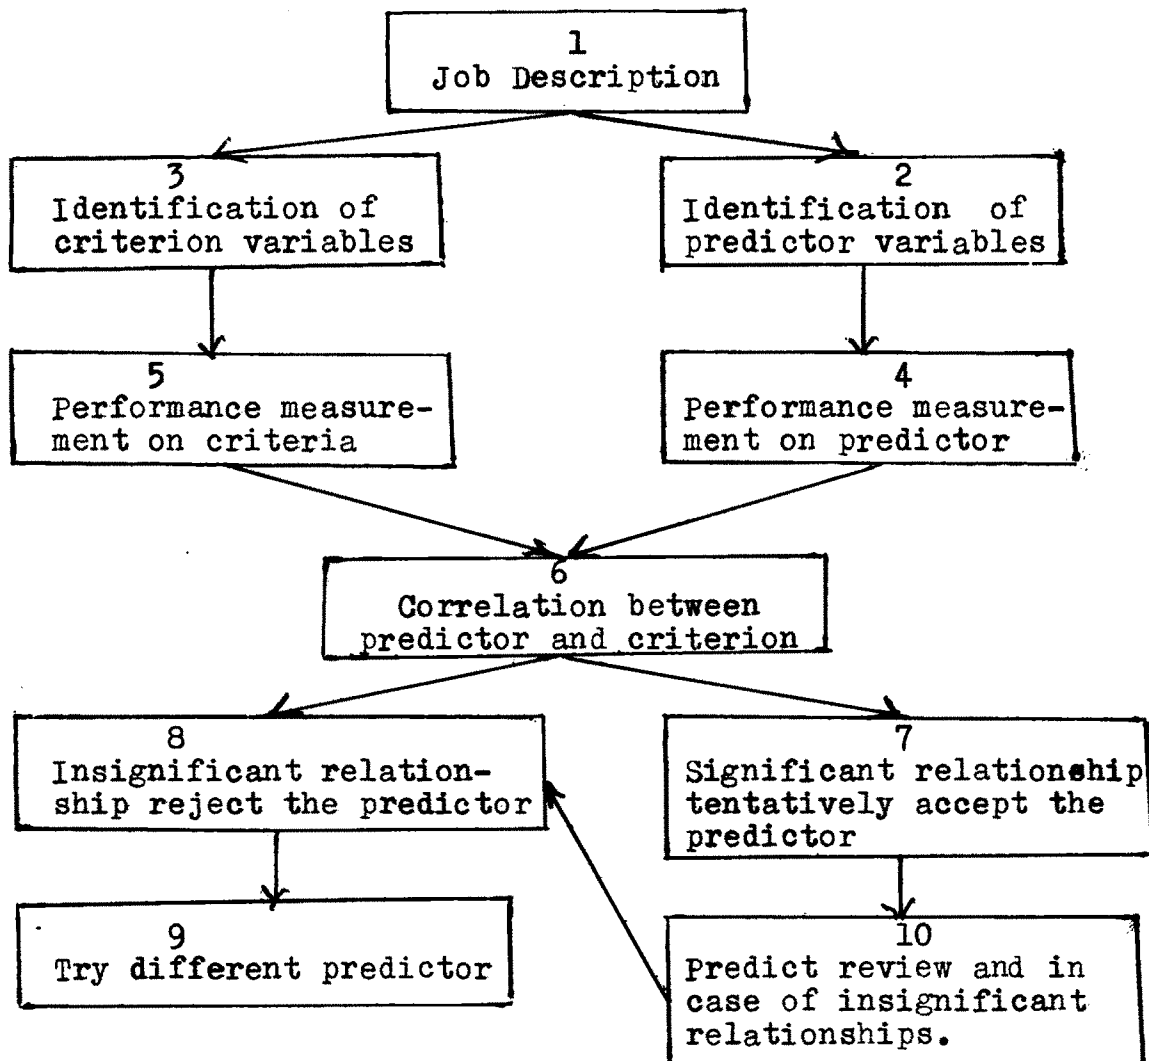 1
Job Description
3
Identification of
criterion variables
2
Identification of
predictor variables
5
Performance measure-
ment on criteria
4
Performance measure-
ment on predictor
6
Correlation between
predictor and criterion
8
Insignificant relation-
ship reject the predictor
7
Significant relationship
tentatively accept the
predictor
9
Try different predictor
10
Predict review and in
case of insignificant
relationships.